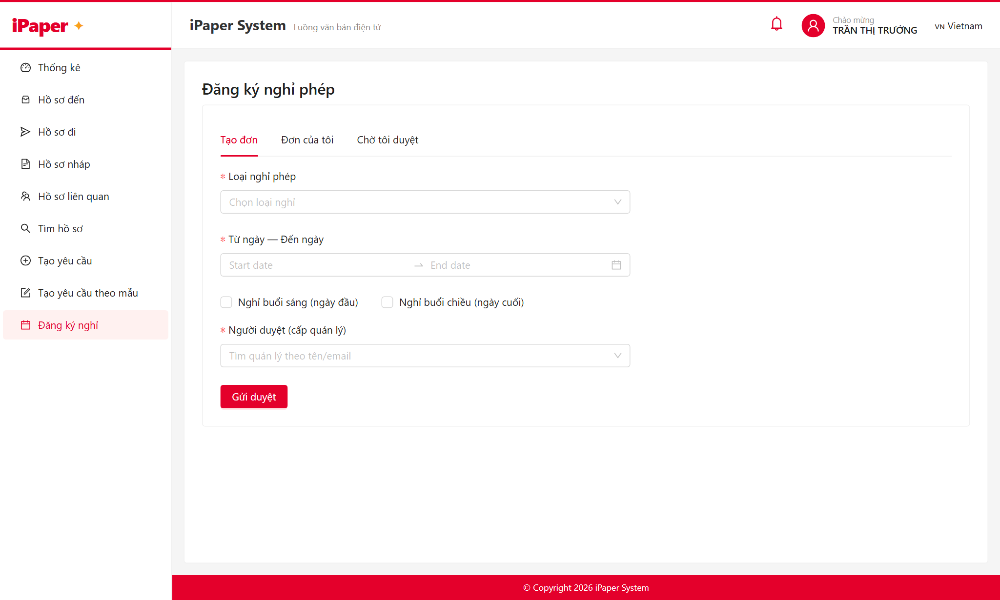 iPaper
iPaper System Luồng văn bản điện tử
Chào mừng
TRẦN THỊ TRƯỞNG
VN Vietnam
Thống kê
Hồ sơ đến
Hồ sơ đi
Hồ sơ nháp
Hồ sơ liên quan
Tìm hồ sơ
Tạo yêu cầu
Tạo yêu cầu theo mẫu
Đăng ký nghỉ
Đăng ký nghỉ phép
Tạo đơn Đơn của tôi Chờ tôi duyệt
* Loại nghỉ phép
Chọn loại nghỉ
* Từ ngày — Đến ngày
Start date → End date
Nghỉ buổi sáng (ngày đầu) Nghỉ buổi chiều (ngày cuối)
* Người duyệt (cấp quản lý)
Tìm quản lý theo tên/email
Gửi duyệt
© Copyright 2026 iPaper System